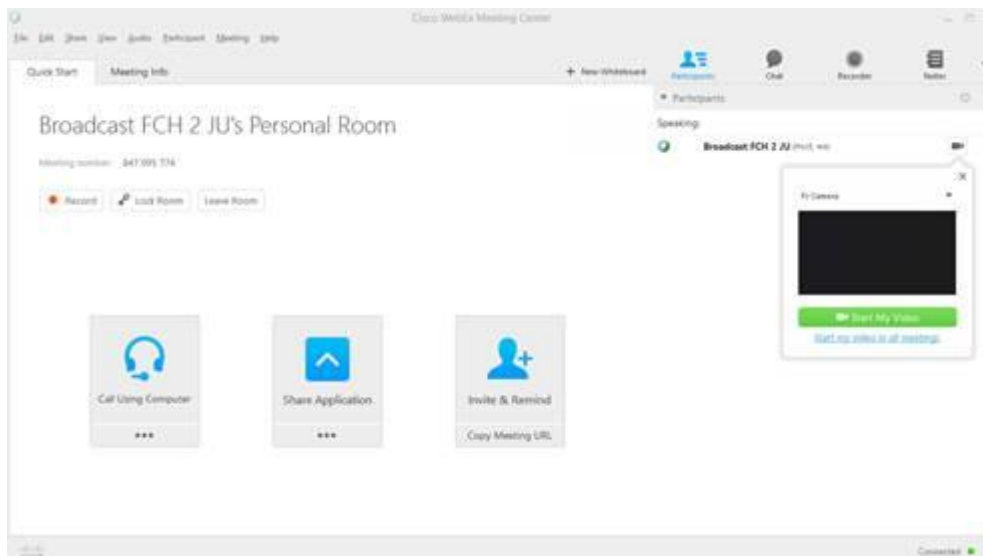 Cisco WebEx Meeting Center
File Edit Share View Audio Participant Meeting Help
Quick Start Meeting Info + New Whiteboard
Participants Chat Recorder Notes
Participants
Speaking:
Broadcast FCH 2 JU's Personal Room
Broadcast FCH 2 JU (Host, me)
Meeting number:
Record Lock Room Leave Room
Camera
Start My Video
Start my video in all meetings.
Call Using Computer
Share Application
Invite & Remind
Copy Meeting URL
Connected